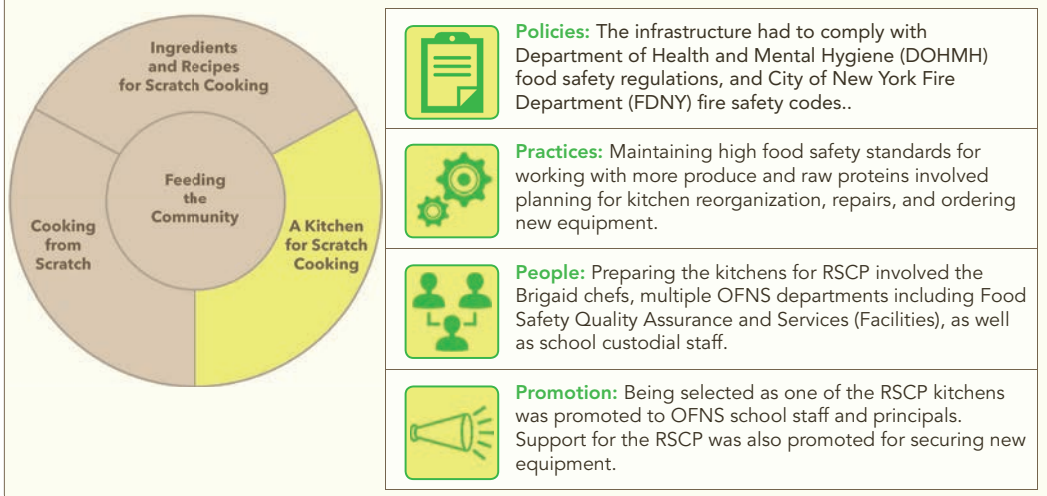 Ingredients
and Recipes
for Scratch Cooking
Feeding
the
Community
Cooking
from
Scratch
A Kitchen
for Scratch
Cooking
Policies: The infrastructure had to comply with
Department of Health and Mental Hygiene (DOHMH)
food safety regulations, and City of New York Fire
Department (FDNY) fire safety codes..
Practices: Maintaining high food safety standards for
working with more produce and raw proteins involved
planning for kitchen reorganization, repairs, and ordering
new equipment.
People: Preparing the kitchens for RSCP involved the
Brigaid chefs, multiple OFNS departments including Food
Safety Quality Assurance and Services (Facilities), as well
as school custodial staff.
Promotion: Being selected as one of the RSCP kitchens
was promoted to OFNS school staff and principals.
Support for the RSCP was also promoted for securing new
equipment.